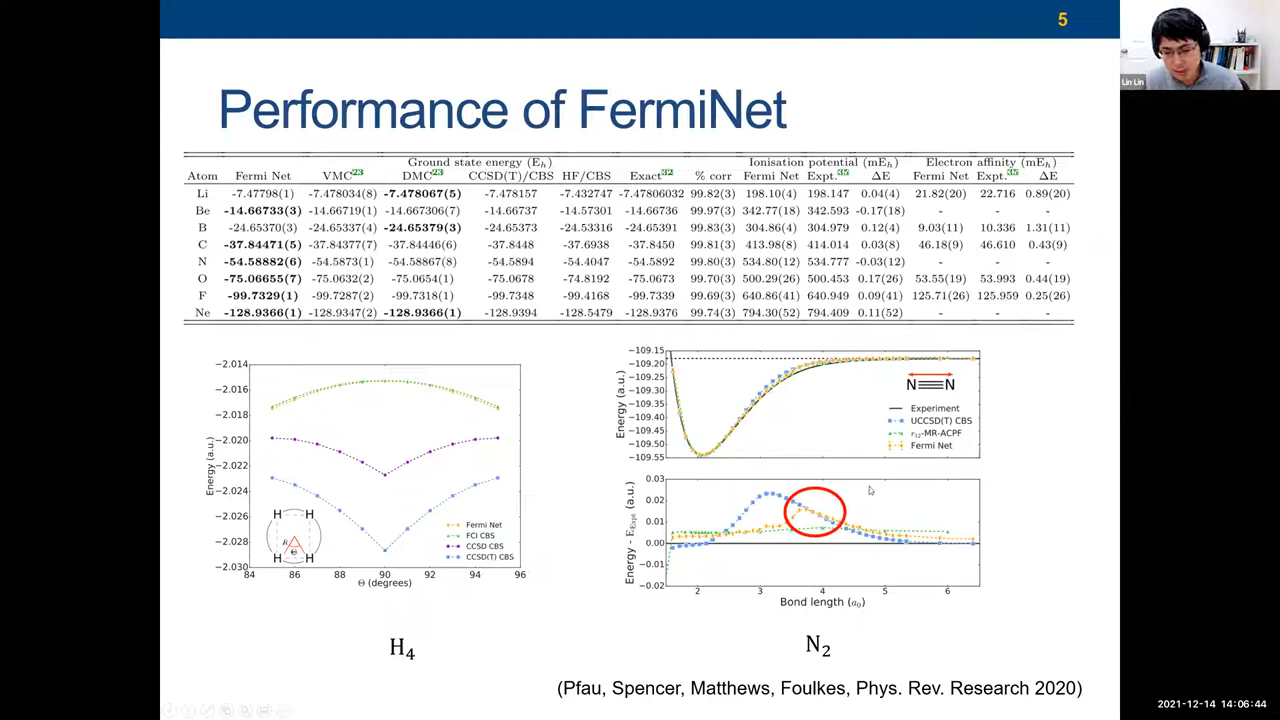 5
Lin Lin
Performance of FermiNet
Ground state energy (Eₕ) Ionisation potential (mEₕ) Electron affinity (mEₕ)
Atom Fermi Net VMC²³ DMC²³ CCSD(T)/CBS HF/CBS Exact³² % corr Fermi Net Expt.³⁵ ΔE Fermi Net Expt.³⁵ ΔE
Li -7.47798(1) -7.478034(8) -7.478067(5) -7.478157 -7.432747 -7.47806032 99.82(3) 198.10(4) 198.147 0.04(4) 21.82(20) 22.716 0.89(20)
Be -14.66733(3) -14.66719(1) -14.667306(7) -14.66737 -14.57301 -14.66736 99.97(3) 342.77(18) 342.593 -0.17(18) - - -
B -24.65370(3) -24.65337(4) -24.65379(3) -24.65373 -24.53316 -24.65391 99.83(3) 304.86(4) 304.979 0.12(4) 9.03(11) 10.336 1.31(11)
C -37.84471(5) -37.84377(7) -37.84446(6) -37.8448 -37.6938 -37.8450 99.81(3) 413.98(8) 414.014 0.03(8) 46.18(9) 46.610 0.43(9)
N -54.58882(6) -54.5873(1) -54.58867(8) -54.5894 -54.4047 -54.5892 99.80(3) 534.80(12) 534.777 -0.03(12) - - -
O -75.06655(7) -75.0632(2) -75.0654(1) -75.0678 -74.8192 -75.0673 99.70(3) 500.29(26) 500.453 0.17(26) 53.55(19) 53.993 0.44(19)
F -99.7329(1) -99.7287(2) -99.7318(1) -99.7348 -99.4168 -99.7339 99.69(3) 640.86(41) 640.949 0.09(41) 125.71(26) 125.959 0.25(26)
Ne -128.9366(1) -128.9347(2) -128.9366(1) -128.9394 -128.5479 -128.9376 99.74(3) 794.30(52) 794.409 0.11(52) - - -
−2.014
−2.016
−2.018
−2.020
−2.022
−2.024
−2.026
−2.028
−2.030
Energy (a.u.)
H H
R
Θ
H H
Fermi Net
FCI CBS
CCSD CBS
CCSD(T) CBS
84 86 88 90 92 94 96
Θ (degrees)
H₄
−109.15
−109.20
−109.25
−109.30
−109.35
−109.40
−109.45
−109.50
−109.55
Energy (a.u.)
N≡N
Experiment
UCCSD(T) CBS
r₁₂-MR-ACPF
Fermi Net
0.03
0.02
0.01
0.00
−0.01
−0.02
Energy - E_Expt (a.u.)
2 3 4 5 6
Bond length (a₀)
N₂
(Pfau, Spencer, Matthews, Foulkes, Phys. Rev. Research 2020)
2021-12-14 14:06:44